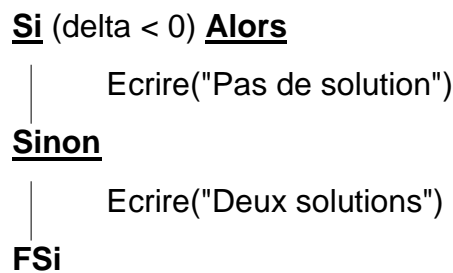 Si (delta < 0) Alors
Ecrire("Pas de solution")
Sinon
Ecrire("Deux solutions")
FSi